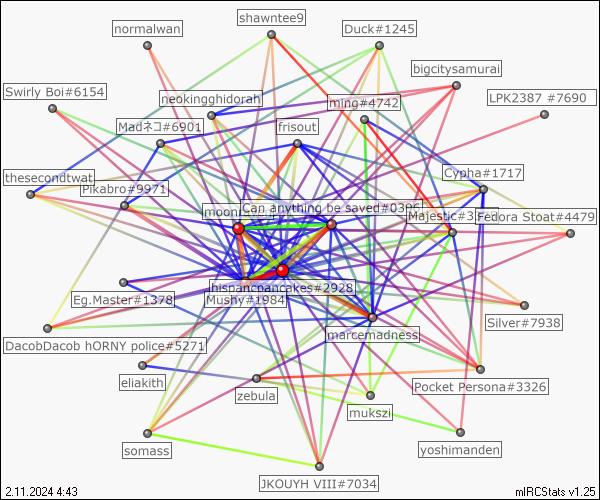 shawntee9
normalwan
Duck#1245
bigcitysamurai
Swirly Boi#6154
neokingghidorah
ming#4742
LPK2387 #7690
Madネコ#6901
frisout
Cypha#1717
thesecondtwat
Pikabro#9971
moon
Can anything be saved#0396
Majestic#3
Fedora Stoat#4479
hispancpancakes#2928
Eg.Master#1378
Mushy#1984
Silver#7938
marcemadness
DacobDacob hORNY police#5271
eliakith
Pocket Persona#3326
zebula
mukszi
somass
yoshimanden
JKOUYH VIII#7034
2.11.2024 4:43
mIRCStats v1.25